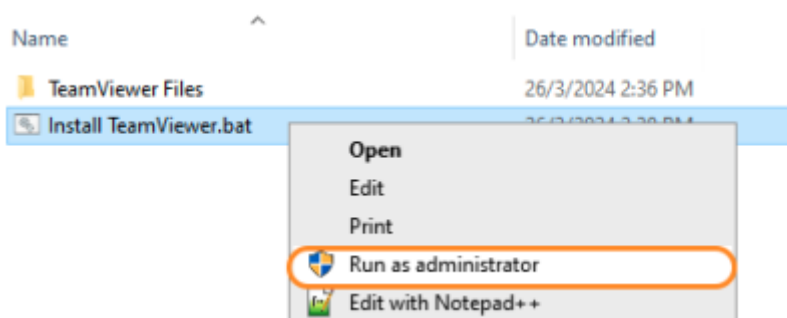 Name Date modified
TeamViewer Files 26/3/2024 2:36 PM
Install TeamViewer.bat
Open
Edit
Print
Run as administrator
Edit with Notepad++